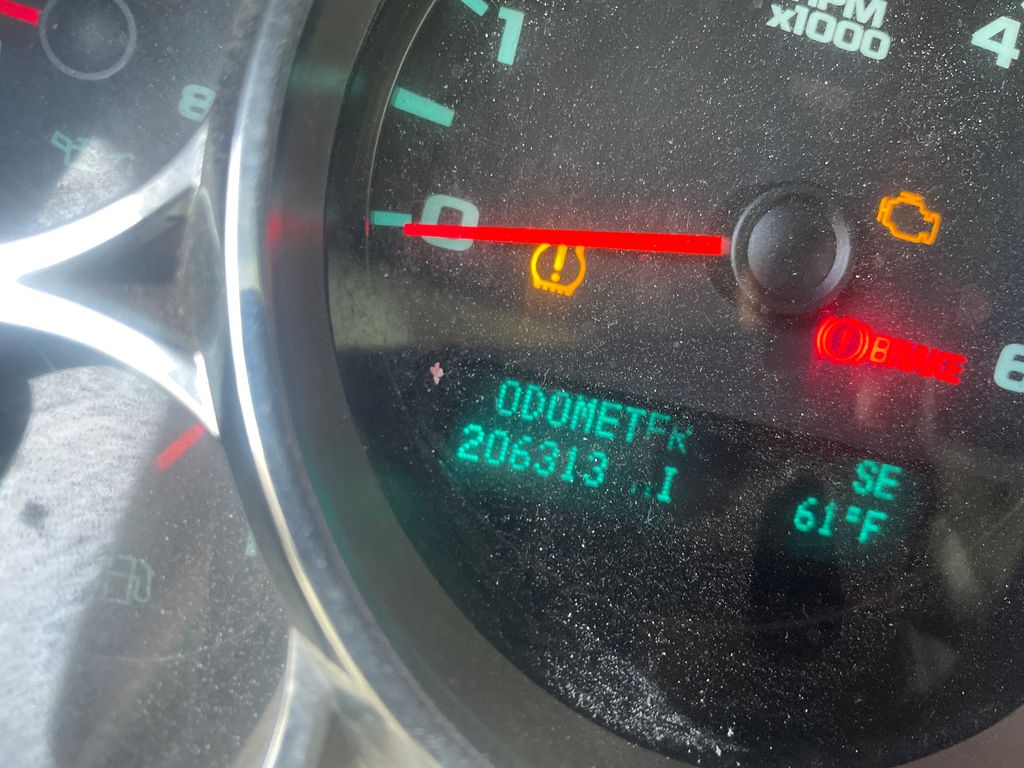 1
RPM
x1000
4
8
0
BRAKE
6
ODOMETER
206313
SE
61°F